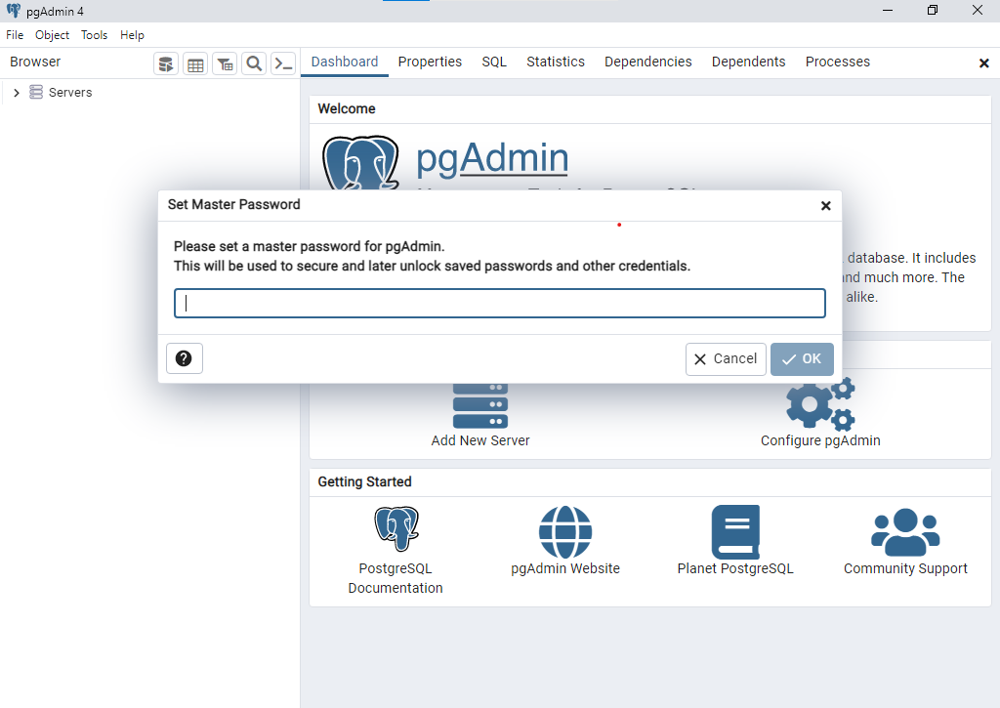 pgAdmin 4
File Object Tools Help
Browser
Dashboard Properties SQL Statistics Dependencies Dependents Processes
Servers
Welcome
pgAdmin
Set Master Password
Please set a master password for pgAdmin.
This will be used to secure and later unlock saved passwords and other credentials.
database. It includes
and much more. The
alike.
Cancel OK
Add New Server
Configure pgAdmin
Getting Started
PostgreSQL
Documentation
pgAdmin Website
Planet PostgreSQL
Community Support